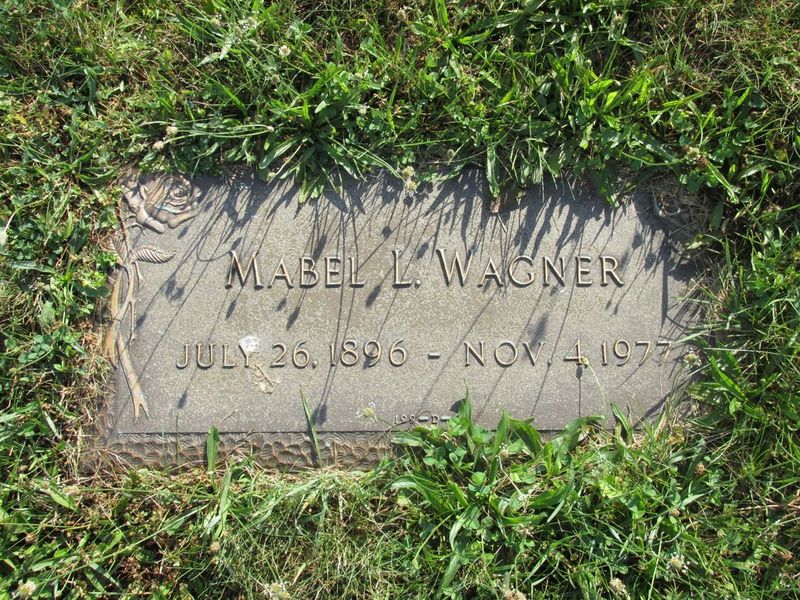 MABEL L. WAGNER
JULY 26, 1896 - NOV. 4, 1977